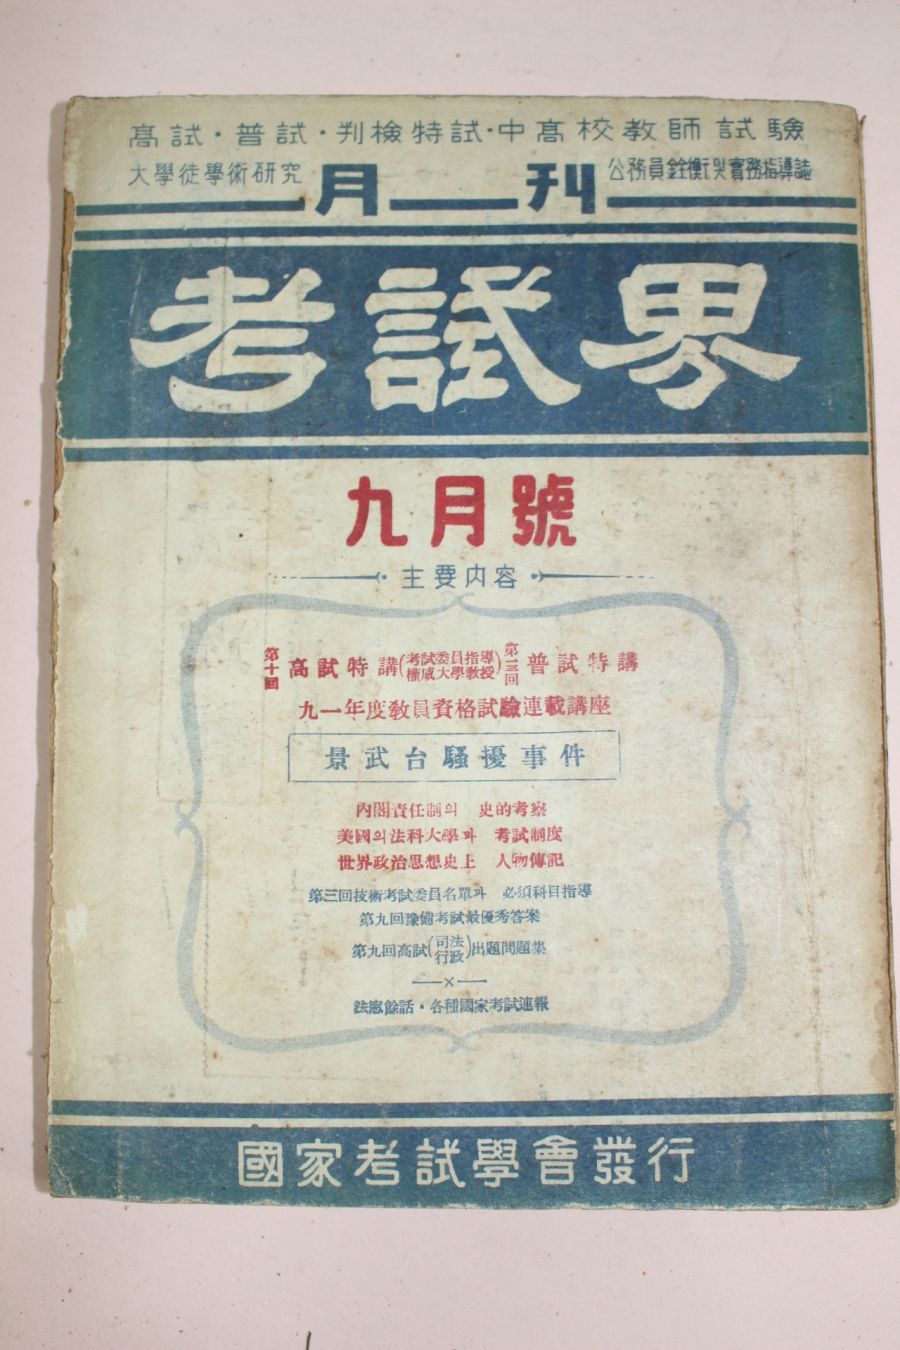 高試·普試·判檢特試·中高校教師試驗
大學徒學術硏究 月刊 公務員銓衡및實務指導誌
考試界
九月號
主要内容
第十回 高試特講(考試委員指導 權威大學敎授) 第一三回 普試特講
九一年度敎員資格試驗連載講座
景武台騷擾事件
內閣責任制의 史的考察
美國의法科大學과 考試制度
世界政治思想史上 人物傳記
第三回技術考試委員名單과 必須科目指導
第九回豫備考試最優秀答案
第九回高試(司法 行政)出題問題集
×
法窓餘話·各種國家考試速報
國家考試學會發行